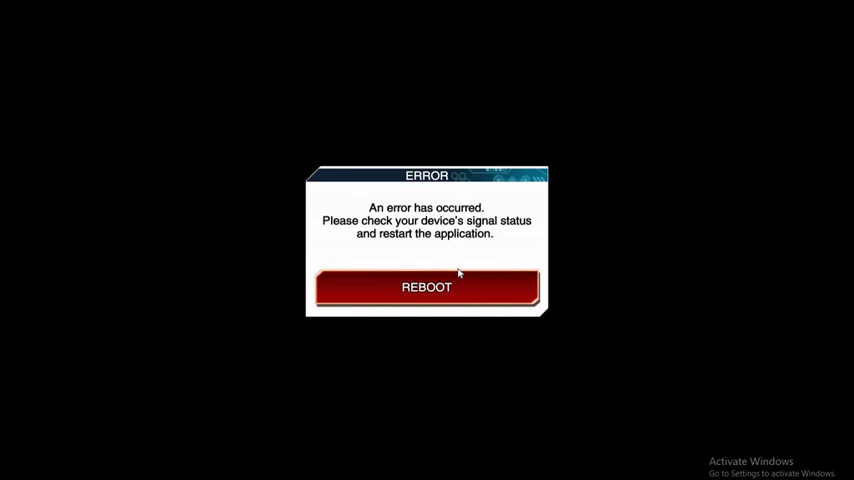 ERROR
An error has occurred.
Please check your device's signal status
and restart the application.
REBOOT
Activate Windows
Go to Settings to activate Windows.